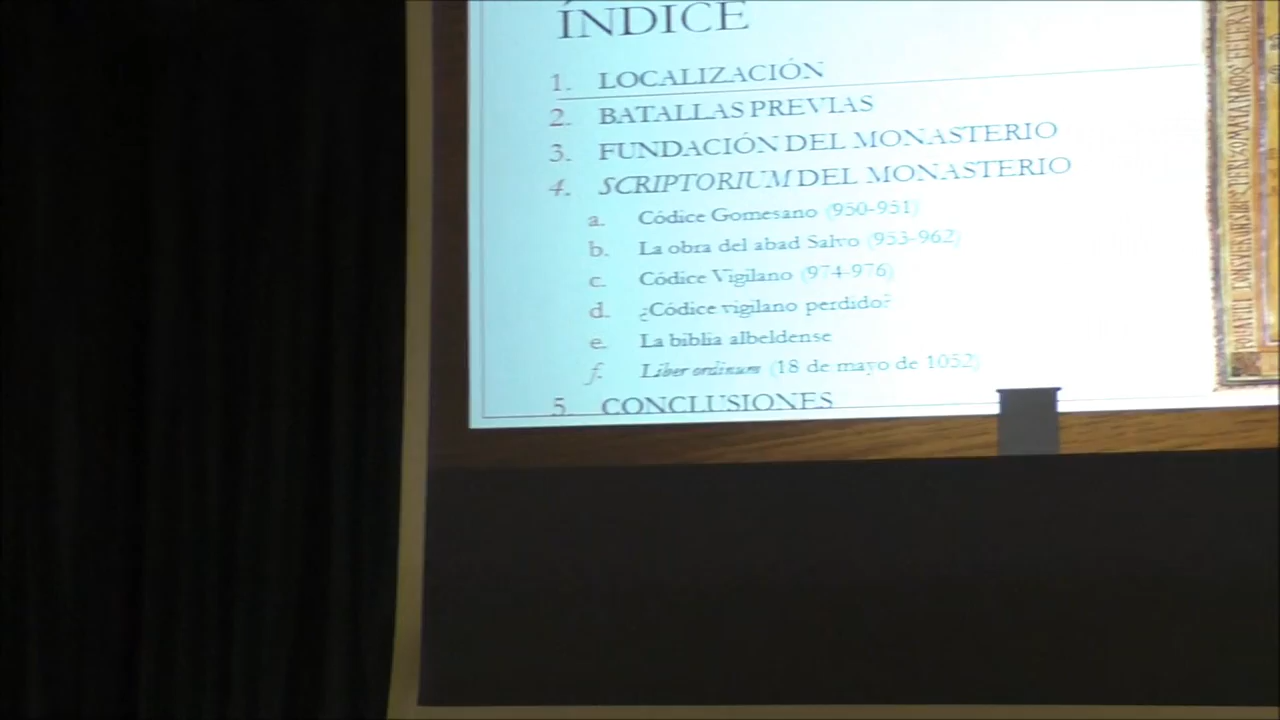 ÍNDICE
1. LOCALIZACIÓN
2. BATALLAS PREVIAS
3. FUNDACIÓN DEL MONASTERIO
4. SCRIPTORIUM DEL MONASTERIO
a. Códice Gomesano (950-951)
b. La obra del abad Salvo (953-962)
c. Códice Vigilano (974-976)
d. ¿Códice vigilano perdido?
e. La biblia albeldense
f. Liber ordinum (18 de mayo de 1052)
5. CONCLUSIONES